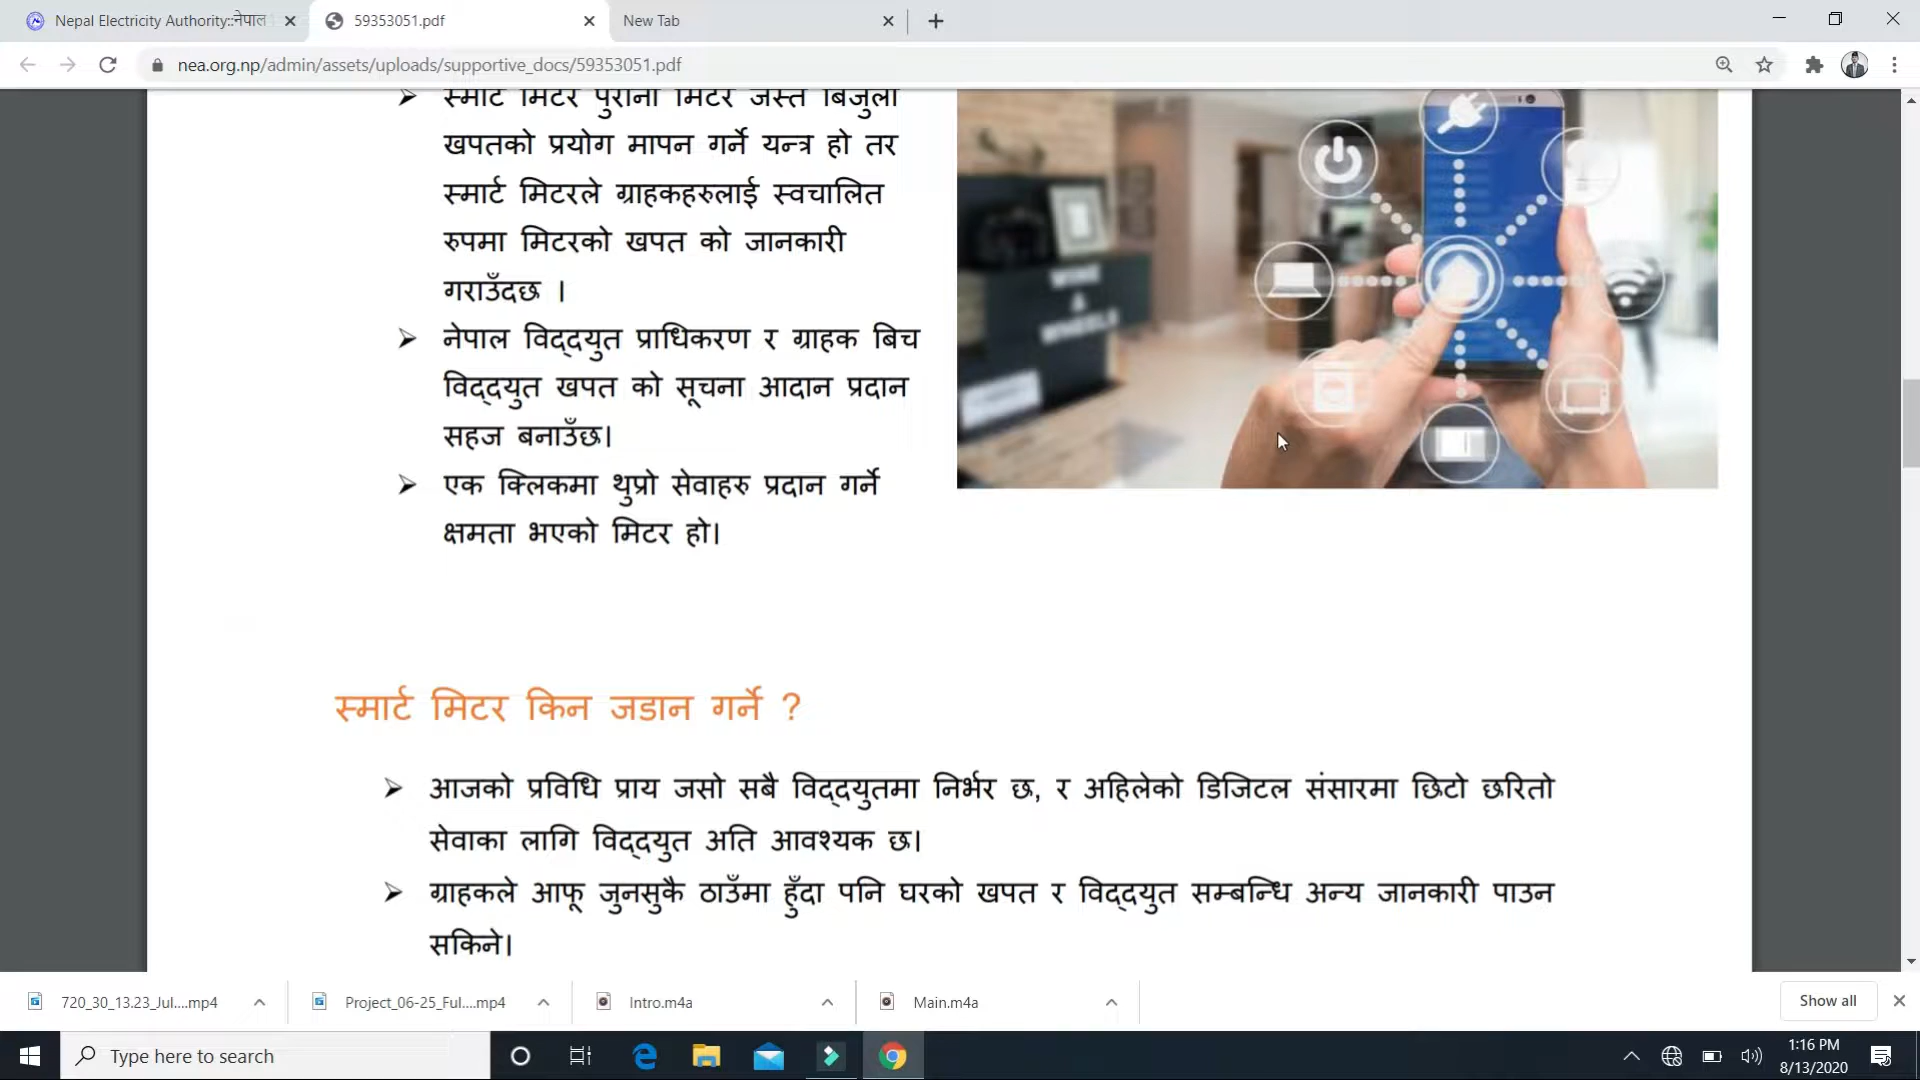 Nepal Electricity Authority::नेपाल
59353051.pdf
New Tab
nea.org.np/admin/assets/uploads/supportive_docs/59353051.pdf
स्मार्ट मिटर पुरानो मिटर जस्तै बिजुली
खपतको प्रयोग मापन गर्ने यन्त्र हो तर
स्मार्ट मिटरले ग्राहकहरुलाई स्वचालित
रुपमा मिटरको खपत को जानकारी
गराउँदछ ।
नेपाल विद्दयुत प्राधिकरण र ग्राहक बिच
विद्दयुत खपत को सूचना आदान प्रदान
सहज बनाउँछ।
एक क्लिकमा थुप्रो सेवाहरु प्रदान गर्ने
क्षमता भएको मिटर हो।
WINE
&
WHEELS
स्मार्ट मिटर किन जडान गर्ने ?
आजको प्रविधि प्राय जसो सबै विद्दयुतमा निर्भर छ, र अहिलेको डिजिटल संसारमा छिटो छरितो
सेवाका लागि विद्दयुत अति आवश्यक छ।
ग्राहकले आफू जुनसुकै ठाउँमा हुँदा पनि घरको खपत र विद्दयुत सम्बन्धि अन्य जानकारी पाउन
सकिने।
720_30_13.23_Jul....mp4
Project_06-25_Ful....mp4
Intro.m4a
Main.m4a
Show all
Type here to search
1:16 PM
8/13/2020